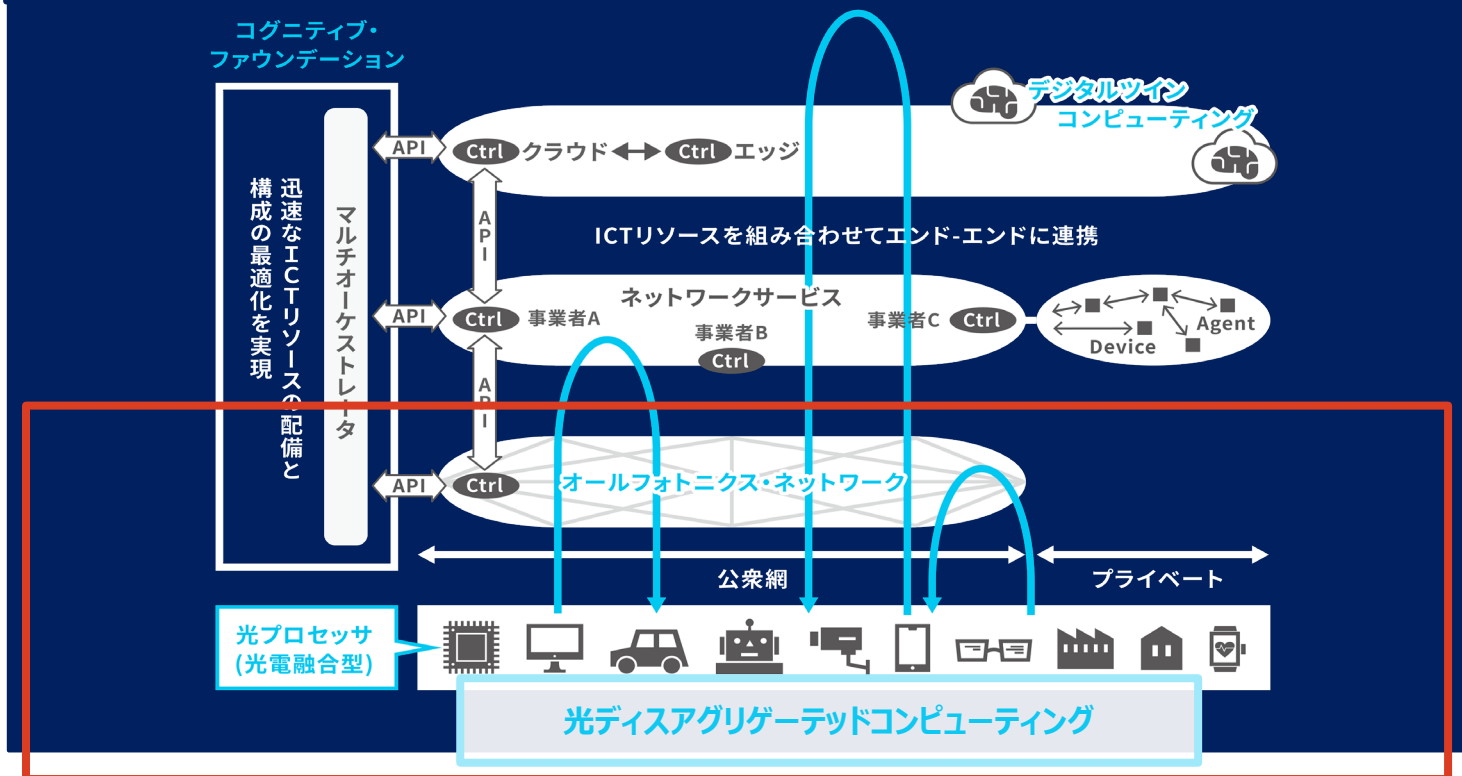 コグニティブ・
ファウンデーション
デジタルツイン
コンピューティング
API
Ctrl クラウド Ctrl エッジ
迅速なICTリソースの配備と
構成の最適化を実現
マルチオーケストレータ
API
ICTリソースを組み合わせてエンド-エンドに連携
ネットワークサービス
API
Ctrl 事業者A
事業者B
Ctrl
事業者C Ctrl
Agent
Device
API
API
Ctrl
オールフォトニクス・ネットワーク
公衆網
プライベート
光プロセッサ
(光電融合型)
光ディスアグリゲーテッドコンピューティング